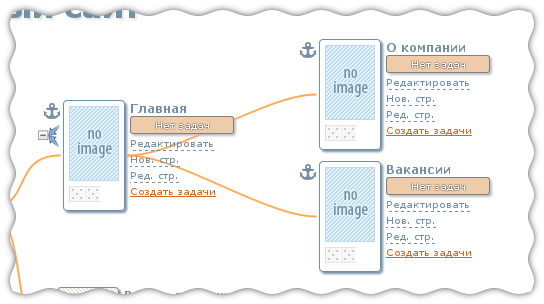 сайт
О компании
no image
Нет задач
Редактировать
Нов. стр.
Ред. стр.
Создать задачи
Главная
no image
Нет задач
Редактировать
Нов. стр.
Ред. стр.
Создать задачи
Вакансии
no image
Нет задач
Редактировать
Нов. стр.
Ред. стр.
Создать задачи